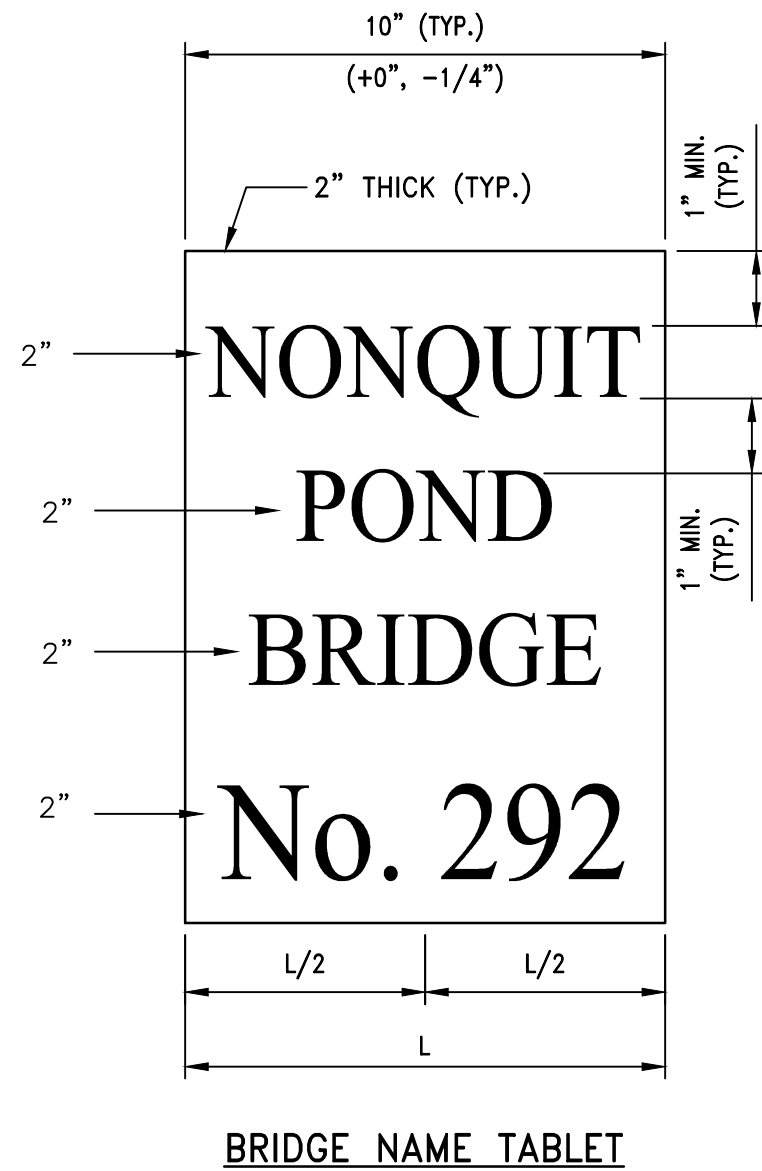 10” (TYP.)
(+0”, -1/4”)
2” THICK (TYP.)
1” MIN.
(TYP.)
2”
NONQUIT
2”
POND
1” MIN.
(TYP.)
2”
BRIDGE
2”
No. 292
L/2
L/2
L
BRIDGE NAME TABLET